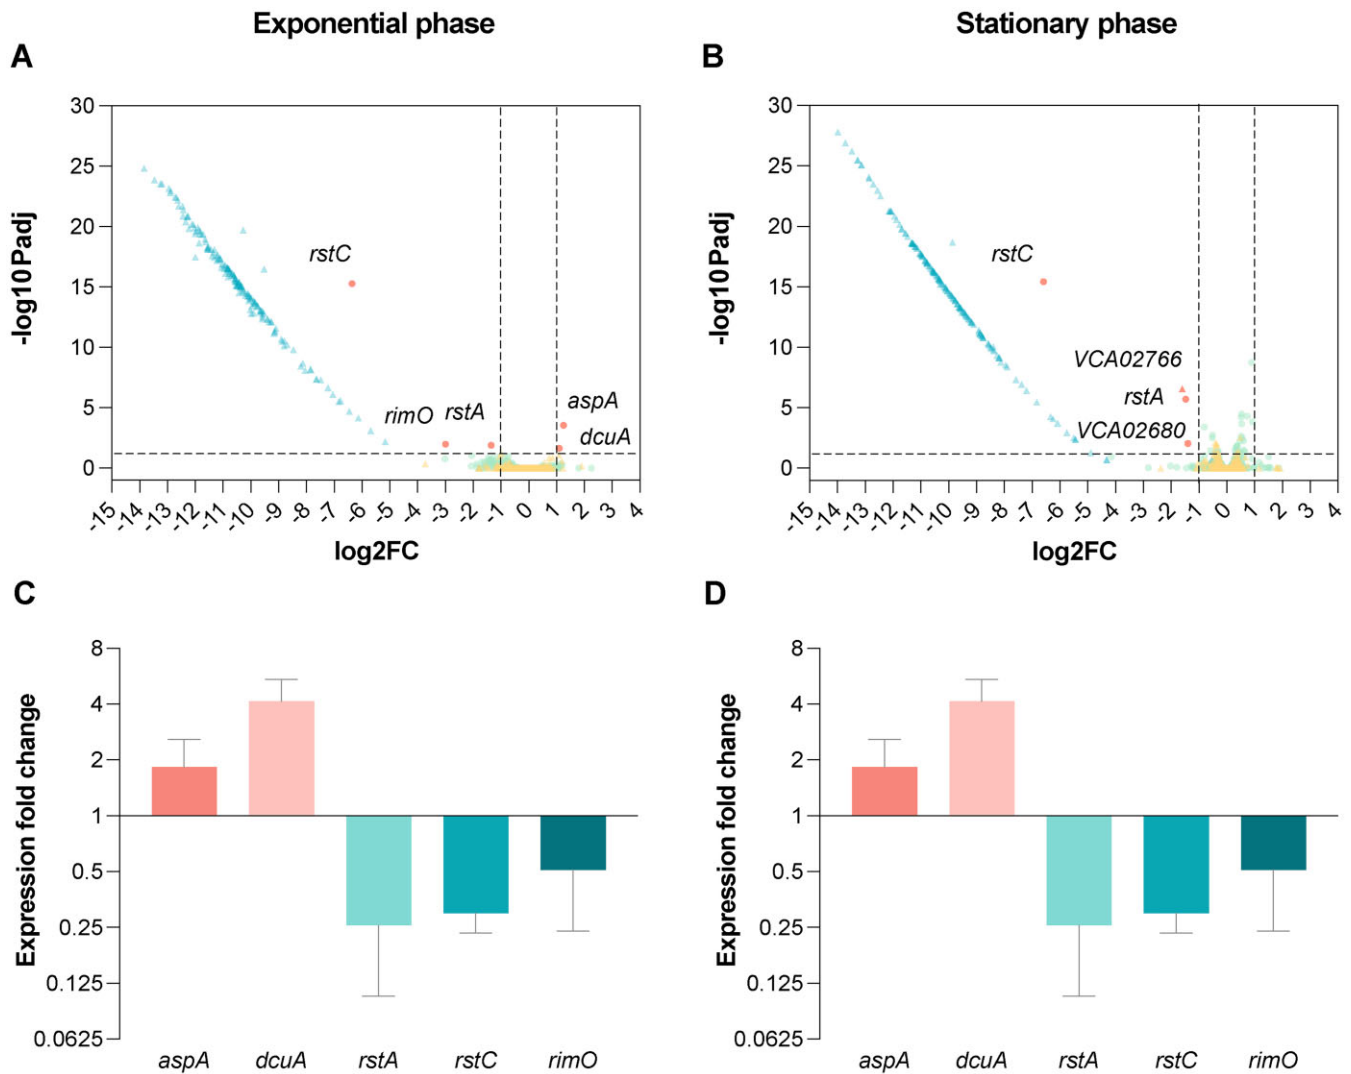 Exponential phase
Stationary phase
A
B
30
25
20
15
10
5
0
-log10Padj
rstC
rimO
rstA
aspA
dcuA
-15 -14 -13 -12 -11 -10 -9 -8 -7 -6 -5 -4 -3 -2 -1 0 1 2 3 4
log2FC
30
25
20
15
10
5
0
-log10Padj
rstC
VCA02766
rstA
VCA02680
-15 -14 -13 -12 -11 -10 -9 -8 -7 -6 -5 -4 -3 -2 -1 0 1 2 3 4
log2FC
C
D
8
4
2
1
0.5
0.25
0.125
0.0625
Expression fold change
aspA dcuA rstA rstC rimO
8
4
2
1
0.5
0.25
0.125
0.0625
Expression fold change
aspA dcuA rstA rstC rimO